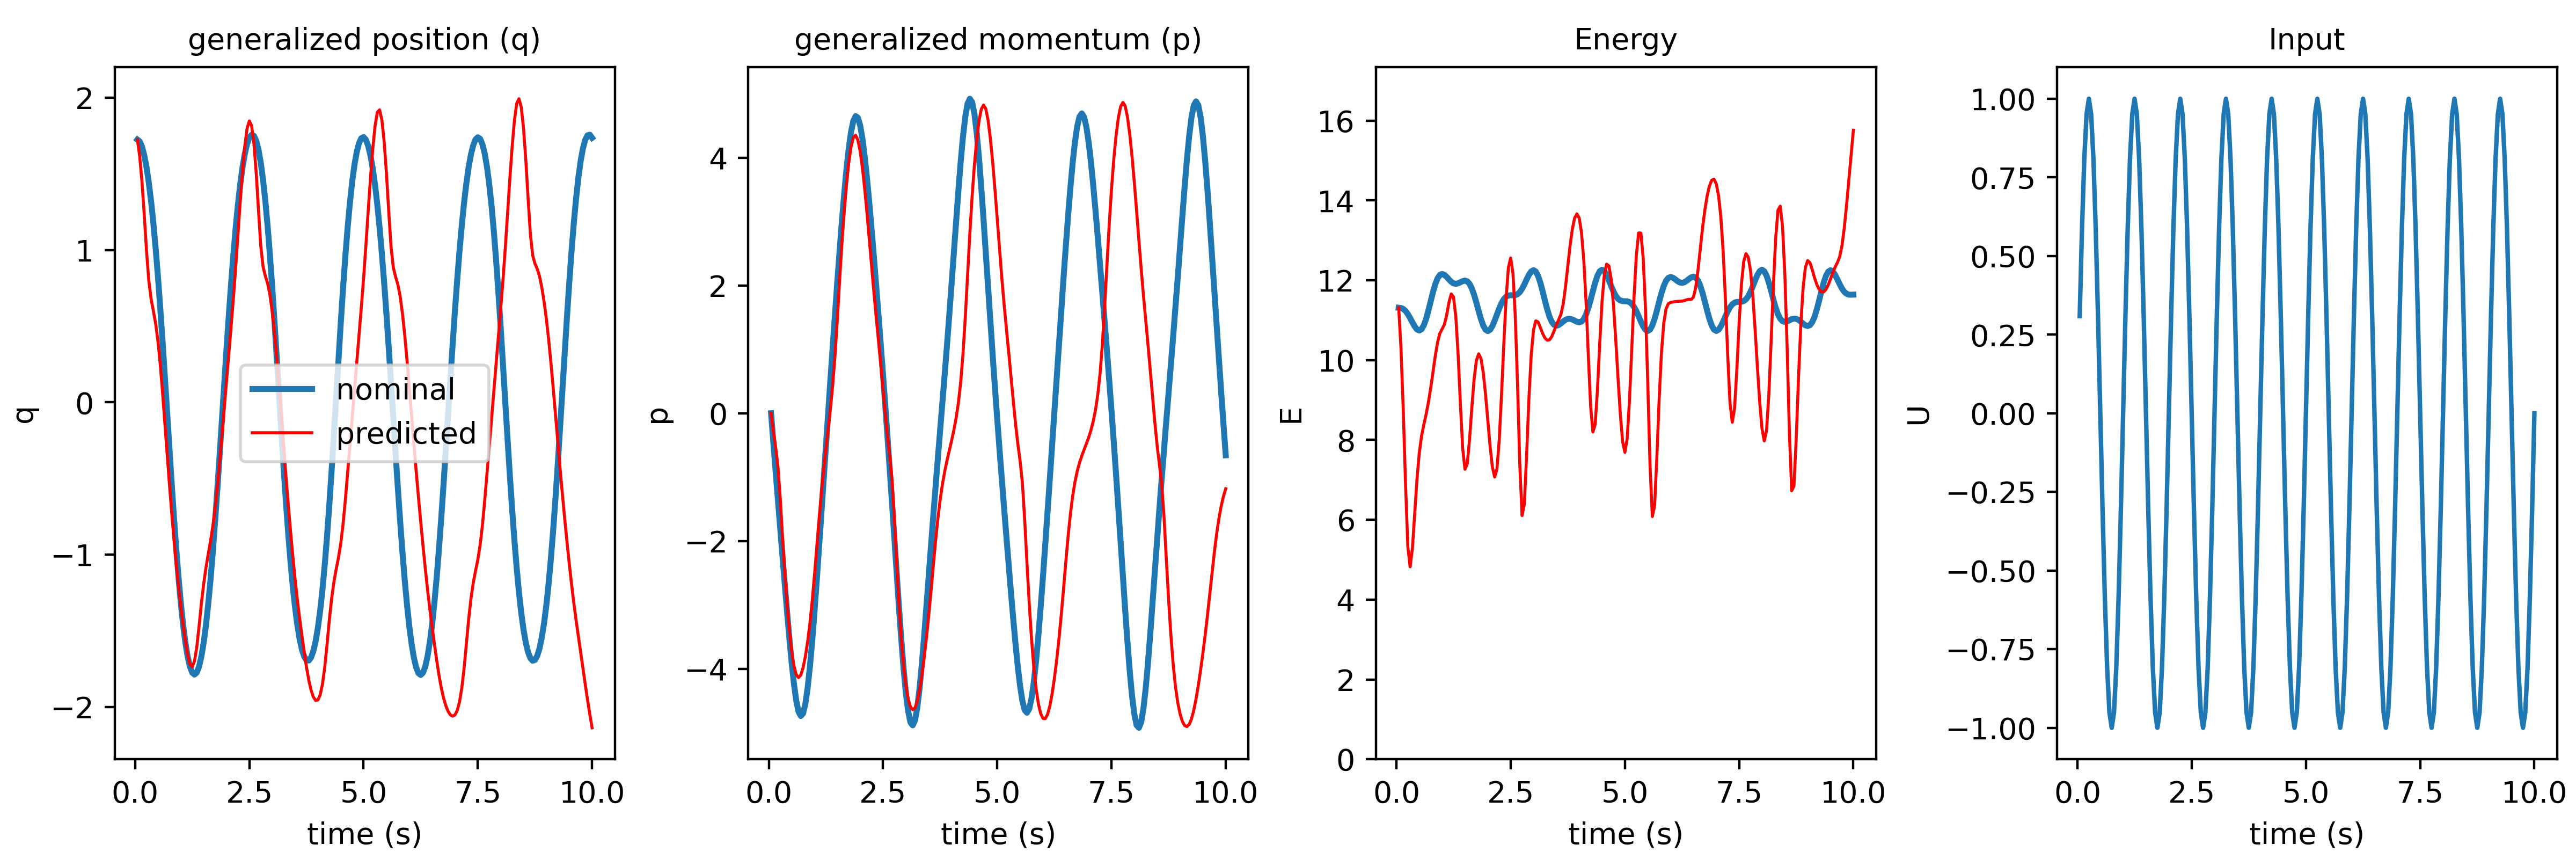 generalized position (q)
2
1
0
−1
−2
q
nominal
predicted
0.0 2.5 5.0 7.5 10.0
time (s)
generalized momentum (p)
4
2
0
−2
−4
p
0.0 2.5 5.0 7.5 10.0
time (s)
Energy
16
14
12
10
8
6
4
2
0
E
0.0 2.5 5.0 7.5 10.0
time (s)
Input
1.00
0.75
0.50
0.25
0.00
−0.25
−0.50
−0.75
−1.00
U
0.0 2.5 5.0 7.5 10.0
time (s)